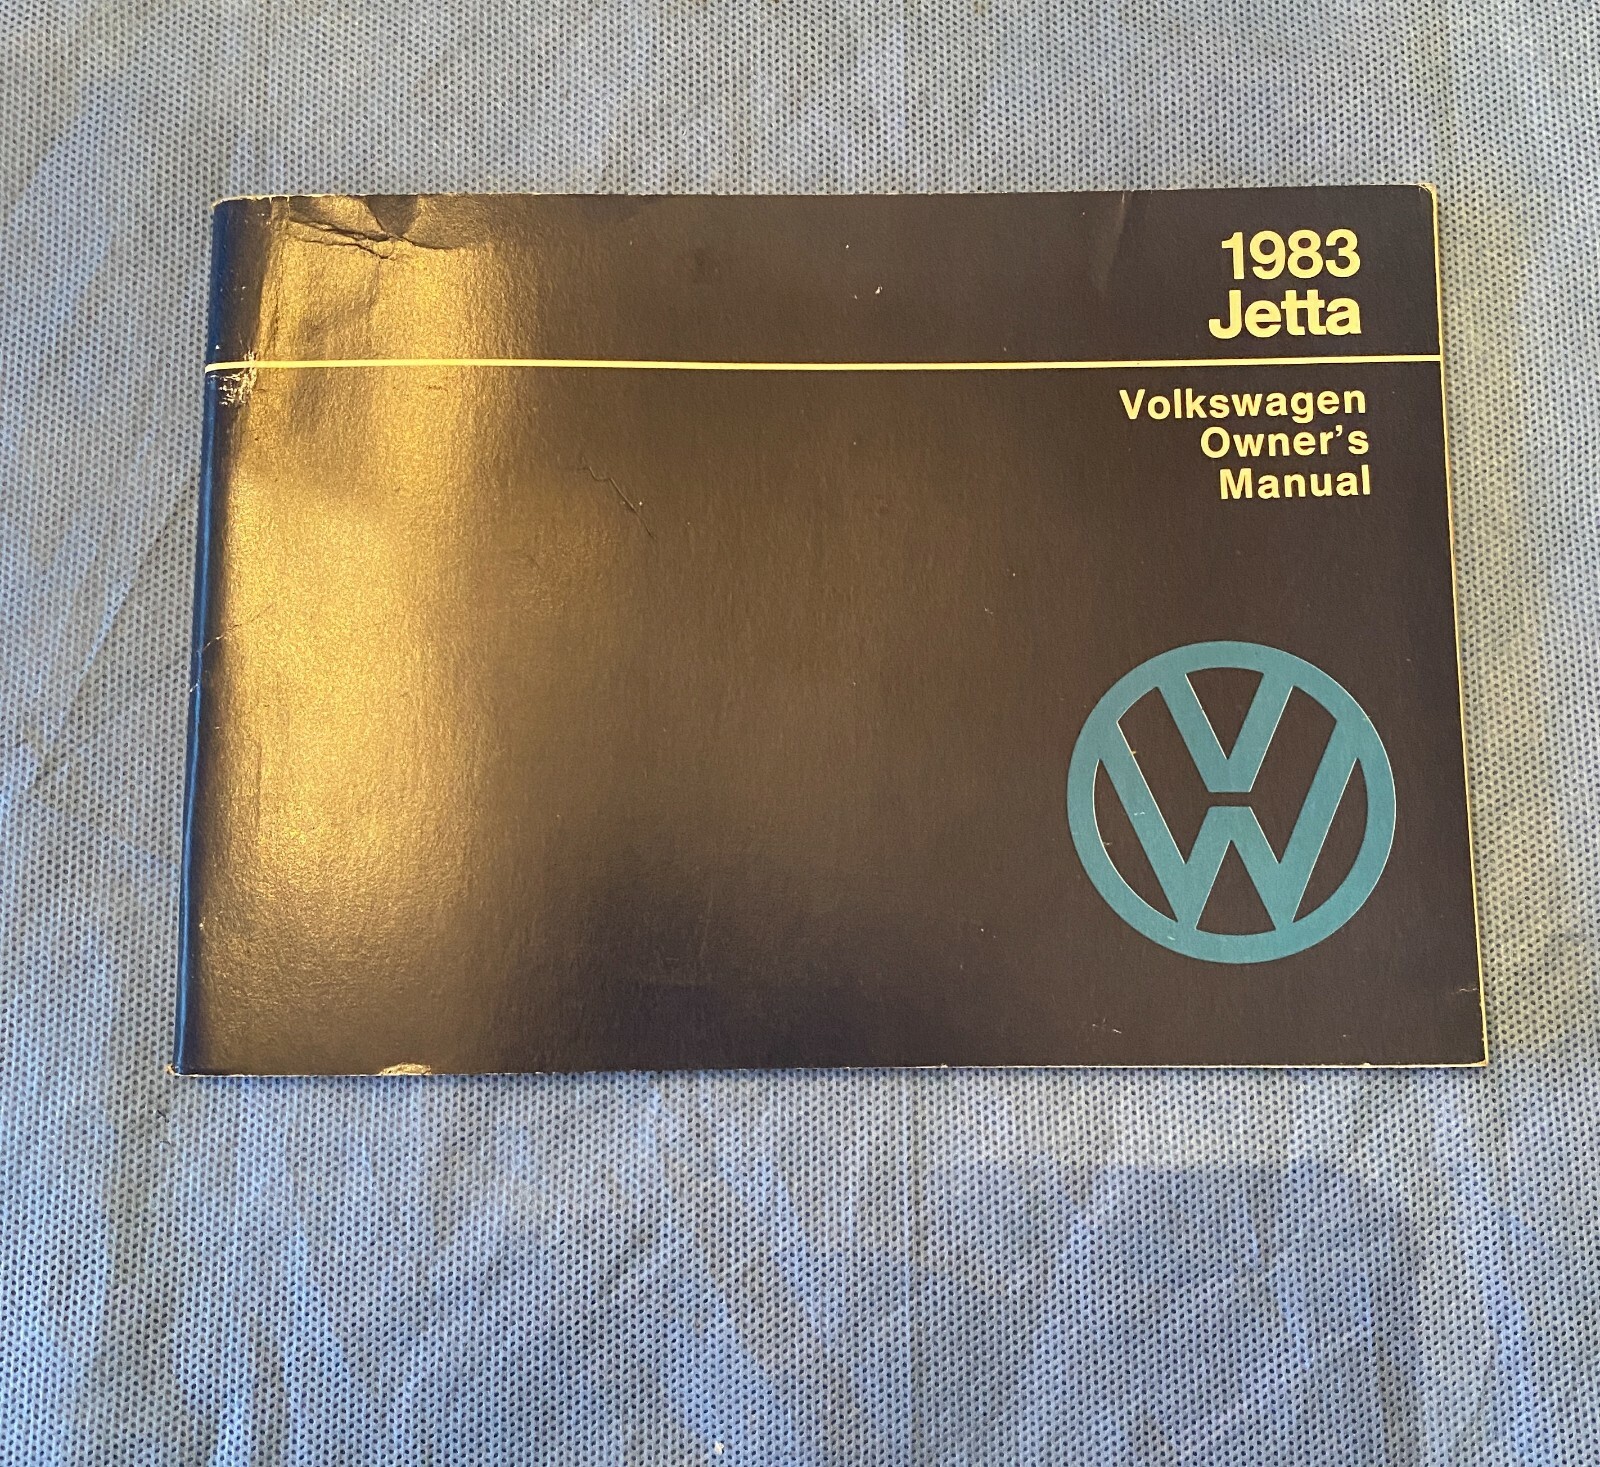 1983
Jetta
Volkswagen
Owner's
Manual
VW